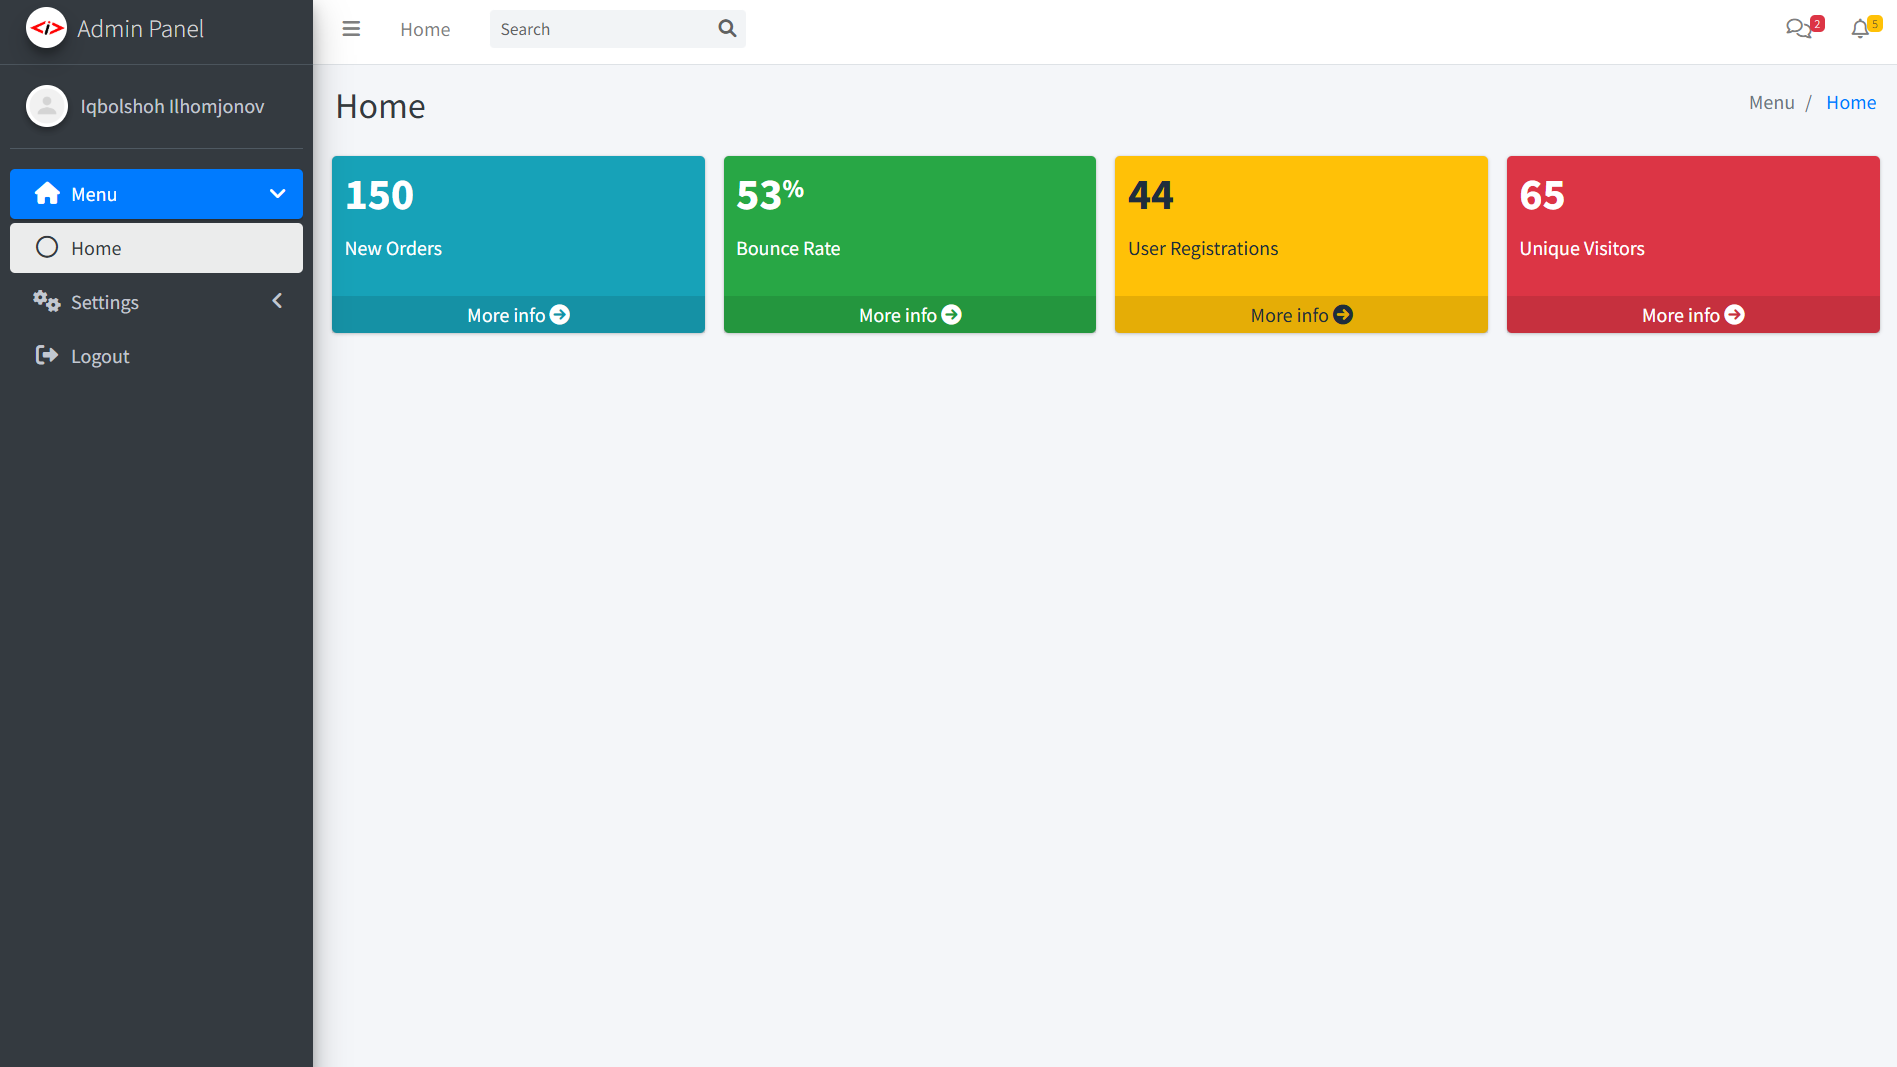 </> Admin Panel
Home
Search
2
5
Iqbolshoh Ilhomjonov
Menu
Home
Settings
Logout
Home
Menu / Home
150
New Orders
More info
53%
Bounce Rate
More info
44
User Registrations
More info
65
Unique Visitors
More info